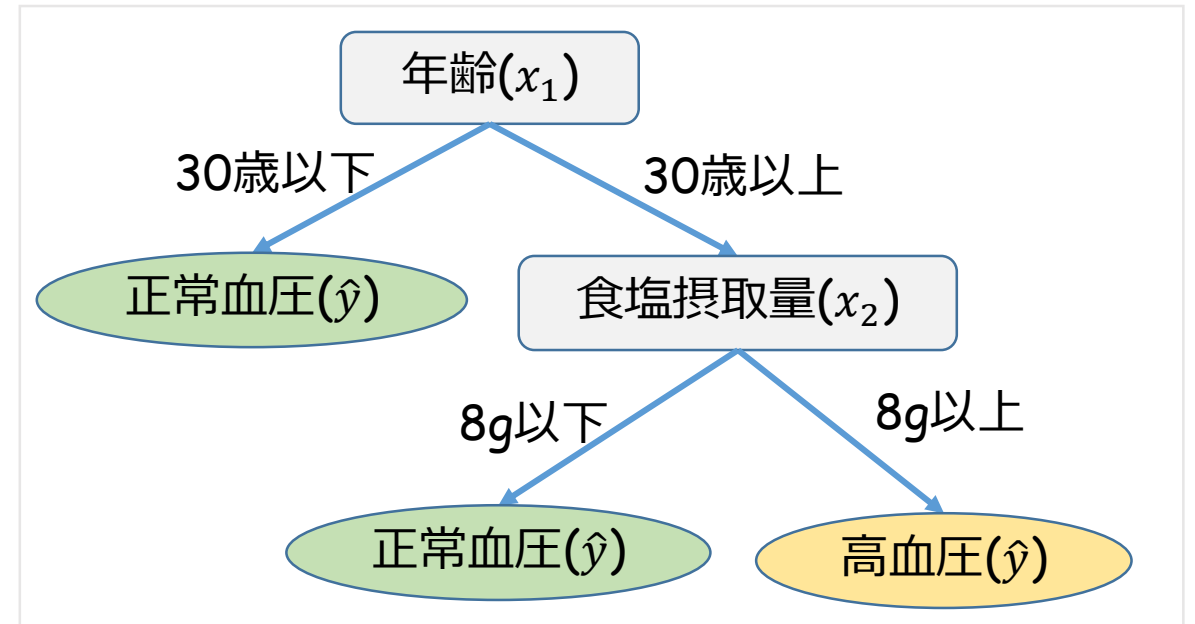 年齢(x₁)
30歳以下
30歳以上
正常血圧(ŷ)
食塩摂取量(x₂)
8g以下
8g以上
正常血圧(ŷ)
高血圧(ŷ)